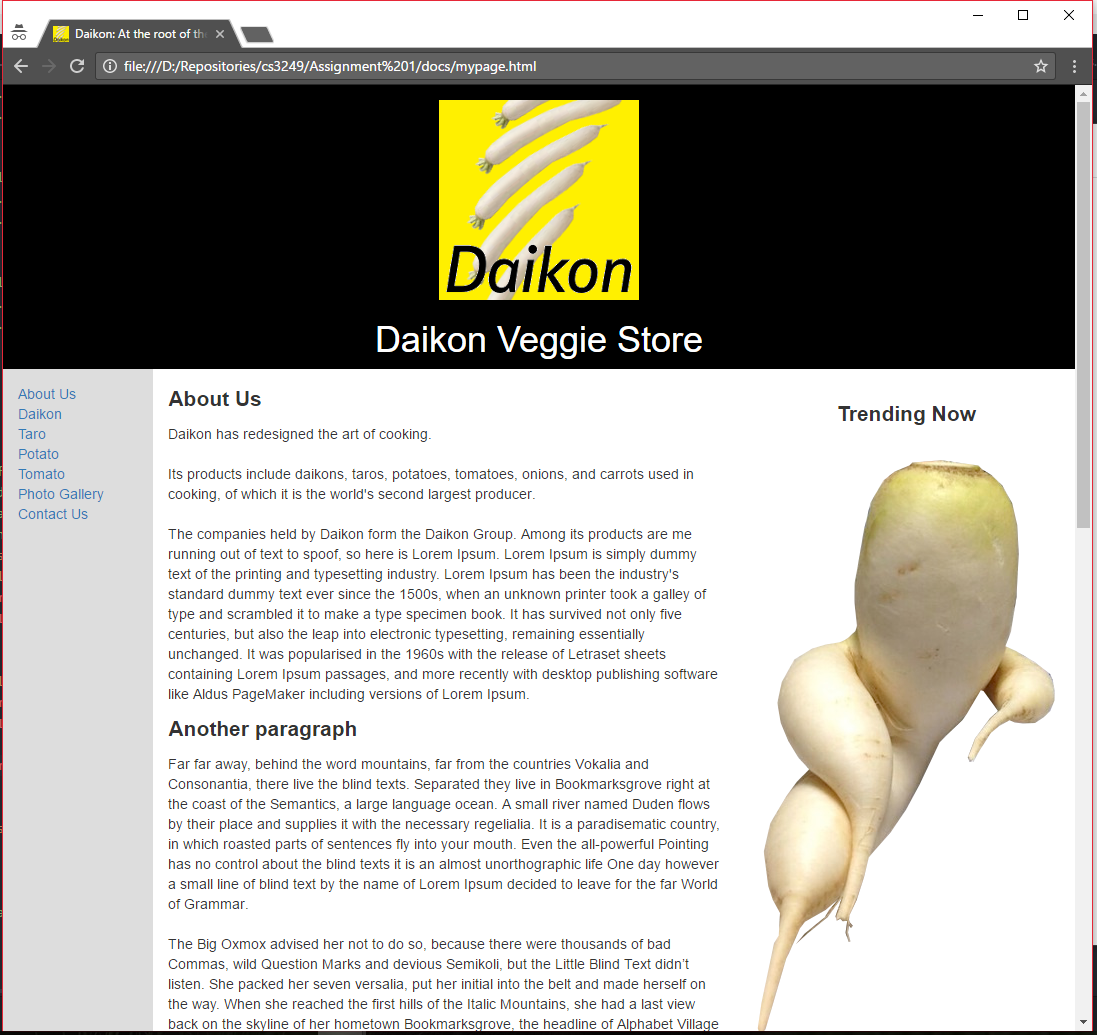 Daikon: At the root of the
file:///D:/Repositories/cs3249/Assignment%201/docs/mypage.html
Daikon
Daikon Veggie Store
About Us
Daikon
Taro
Potato
Tomato
Photo Gallery
Contact Us
About Us
Daikon has redesigned the art of cooking.
Its products include daikons, taros, potatoes, tomatoes, onions, and carrots used in
cooking, of which it is the world's second largest producer.
The companies held by Daikon form the Daikon Group. Among its products are me
running out of text to spoof, so here is Lorem Ipsum. Lorem Ipsum is simply dummy
text of the printing and typesetting industry. Lorem Ipsum has been the industry's
standard dummy text ever since the 1500s, when an unknown printer took a galley of
type and scrambled it to make a type specimen book. It has survived not only five
centuries, but also the leap into electronic typesetting, remaining essentially
unchanged. It was popularised in the 1960s with the release of Letraset sheets
containing Lorem Ipsum passages, and more recently with desktop publishing software
like Aldus PageMaker including versions of Lorem Ipsum.
Another paragraph
Far far away, behind the word mountains, far from the countries Vokalia and
Consonantia, there live the blind texts. Separated they live in Bookmarksgrove right at
the coast of the Semantics, a large language ocean. A small river named Duden flows
by their place and supplies it with the necessary regelialia. It is a paradisematic country,
in which roasted parts of sentences fly into your mouth. Even the all-powerful Pointing
has no control about the blind texts it is an almost unorthographic life One day however
a small line of blind text by the name of Lorem Ipsum decided to leave for the far World
of Grammar.
The Big Oxmox advised her not to do so, because there were thousands of bad
Commas, wild Question Marks and devious Semikoli, but the Little Blind Text didn’t
listen. She packed her seven versalia, put her initial into the belt and made herself on
the way. When she reached the first hills of the Italic Mountains, she had a last view
back on the skyline of her hometown Bookmarksgrove, the headline of Alphabet Village
Trending Now